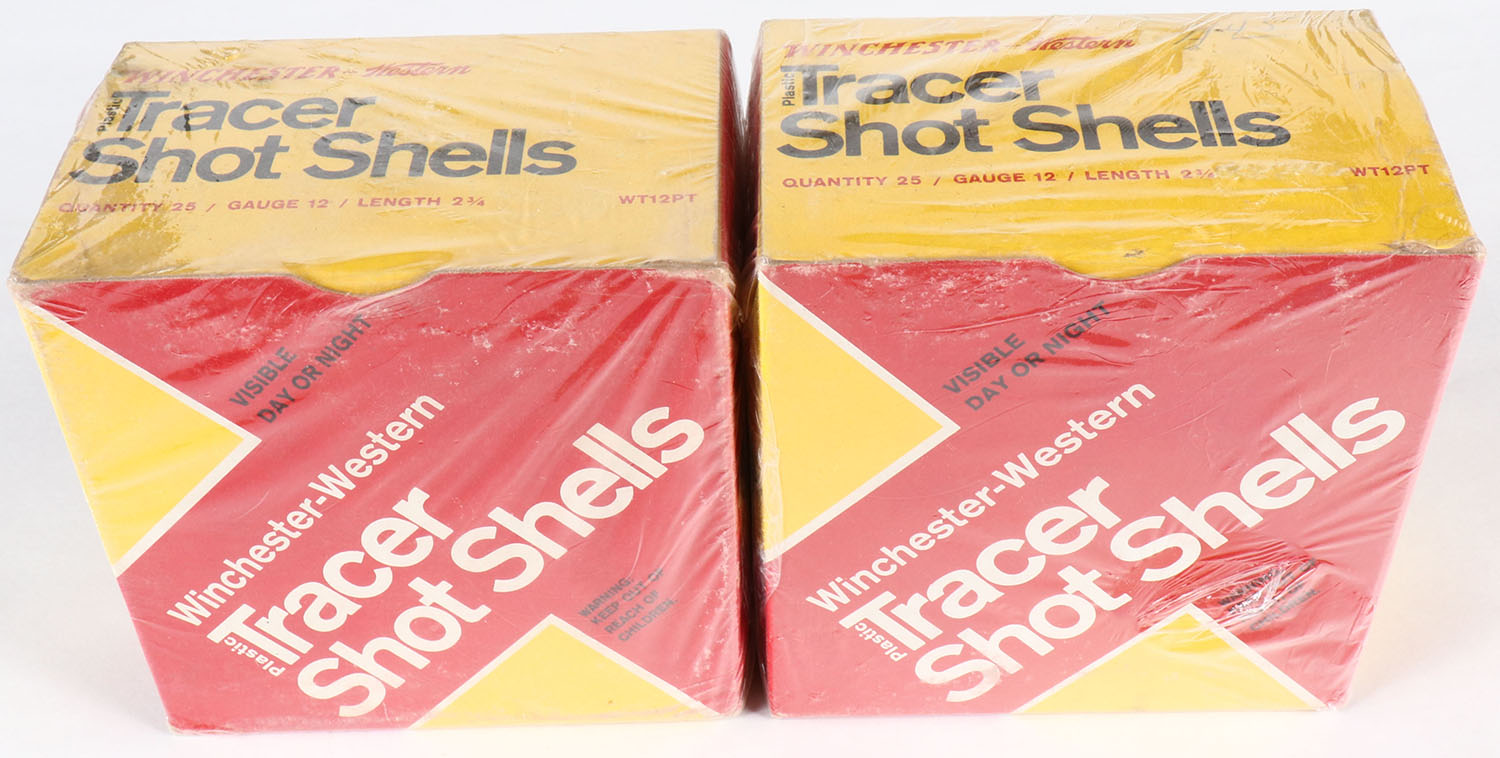 WINCHESTER - Western
Plastic
Tracer
Shot Shells
QUANTITY 25 / GAUGE 12 / LENGTH 2¾
WT12PT
VISIBLE
DAY OR NIGHT
Winchester-Western
Plastic
Tracer
Shot Shells
WARNING:
KEEP OUT OF
REACH OF
CHILDREN.
WINCHESTER - Western
Plastic
Tracer
Shot Shells
QUANTITY 25 / GAUGE 12 / LENGTH 2¾
WT12PT
VISIBLE
DAY OR NIGHT
Winchester-Western
Plastic
Tracer
Shot Shells